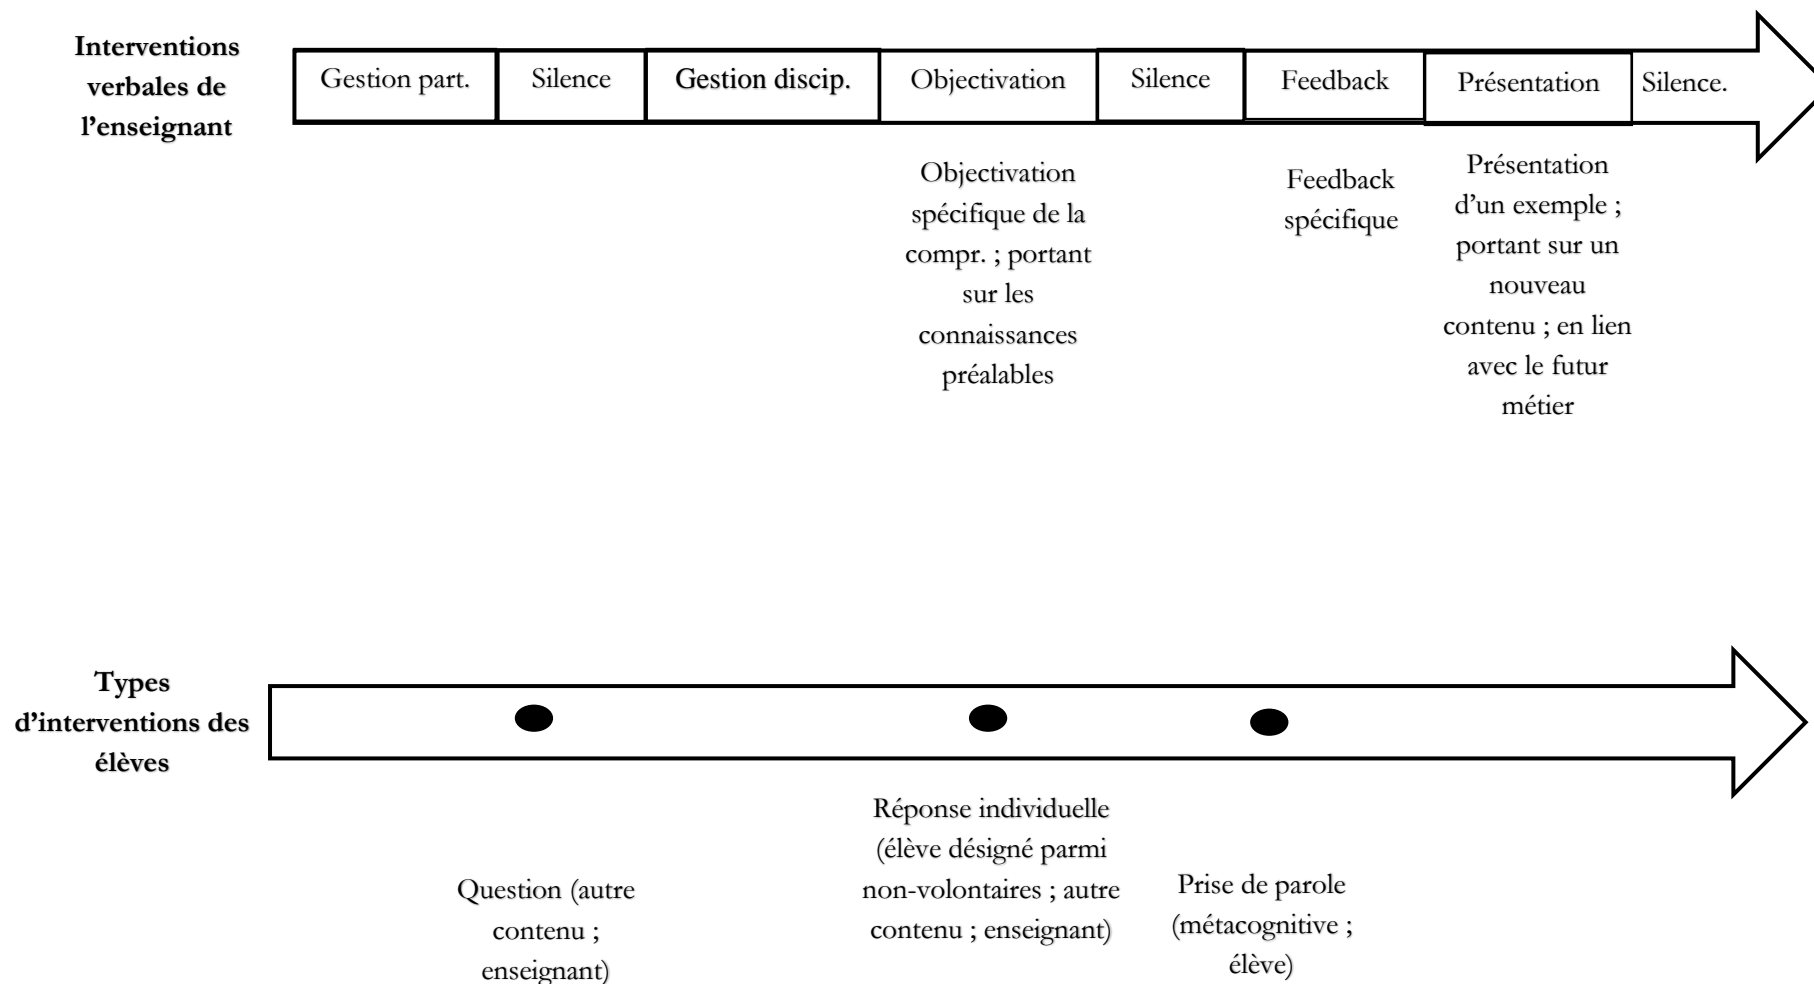 Interventions
verbales de
l’enseignant
Gestion part.
Silence
Gestion discip.
Objectivation
Silence
Feedback
Présentation
Silence.
Objectivation
spécifique de la
compr. ; portant
sur les
connaissances
préalables
Feedback
spécifique
Présentation
d’un exemple ;
portant sur un
nouveau
contenu ; en lien
avec le futur
métier
Types
d’interventions des
élèves
Question (autre
contenu ;
enseignant)
Réponse individuelle
(élève désigné parmi
non-volontaires ; autre
contenu ; enseignant)
Prise de parole
(métacognitive ;
élève)